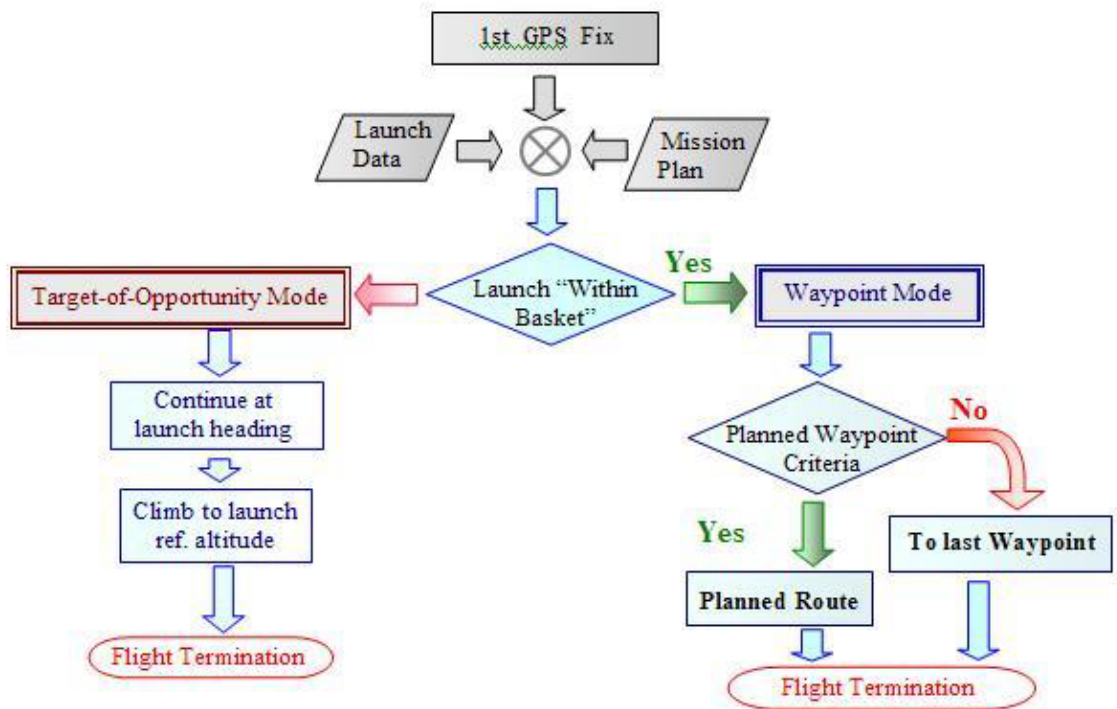 1st GPS Fix
Launch
Data
Mission
Plan
Launch “Within
Basket”
Yes
Target-of-Opportunity Mode
Waypoint Mode
Continue at
launch heading
Planned Waypoint
Criteria
No
Climb to launch
ref. altitude
Yes
To last Waypoint
Planned Route
Flight Termination
Flight Termination